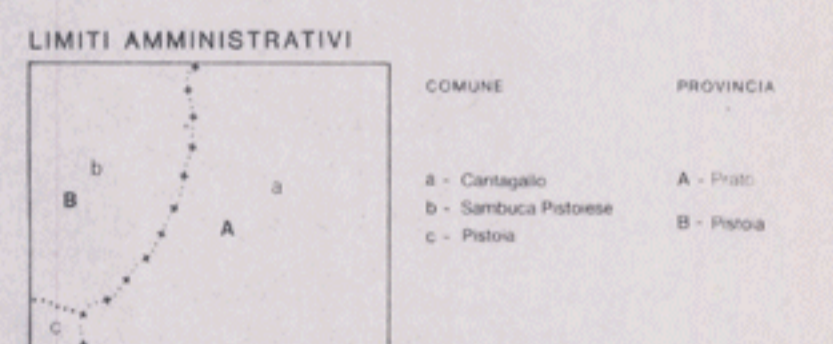 LIMITI AMMINISTRATIVI
COMUNE
PROVINCIA
b
B
a
A
c
a - Cantagallo
b - Sambuca Pistoiese
c - Pistoia
A - Prato
B - Pistoia